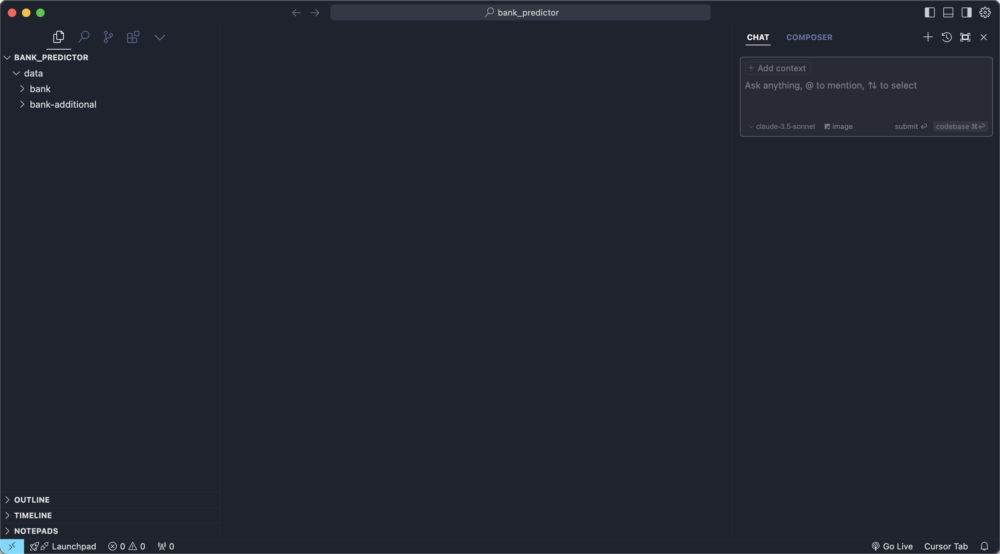 bank_predictor
CHAT COMPOSER
BANK_PREDICTOR
data
bank
bank-additional
Add context
Ask anything, @ to mention, ⇅ to select
claude-3.5-sonnet image submit ⏎ codebase ⌘⏎
OUTLINE
TIMELINE
NOTEPADS
Launchpad 0 0 0 Go Live Cursor Tab